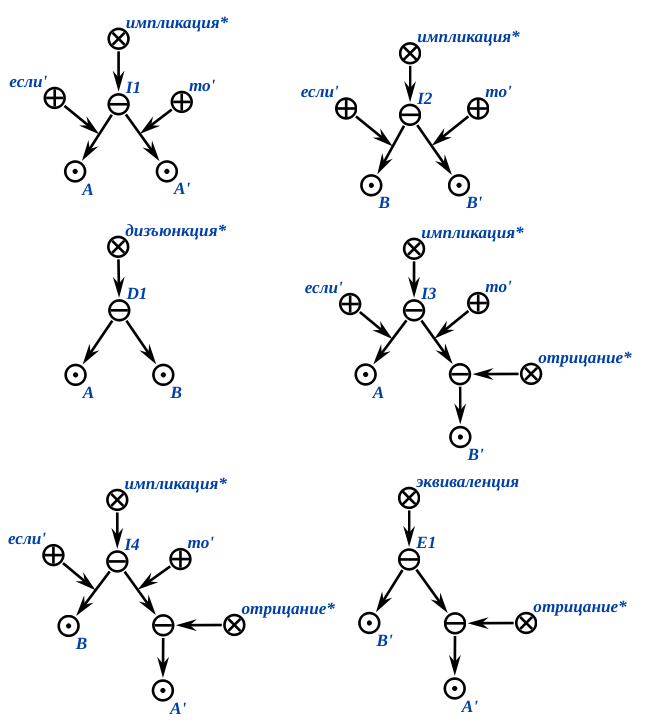 импликация*
если'
I1
то'
A
A'
импликация*
если'
I2
то'
B
B'
дизъюнкция*
D1
A
B
импликация*
если'
I3
то'
A
отрицание*
B'
импликация*
если'
I4
то'
B
отрицание*
A'
эквиваленция
E1
B'
отрицание*
A'